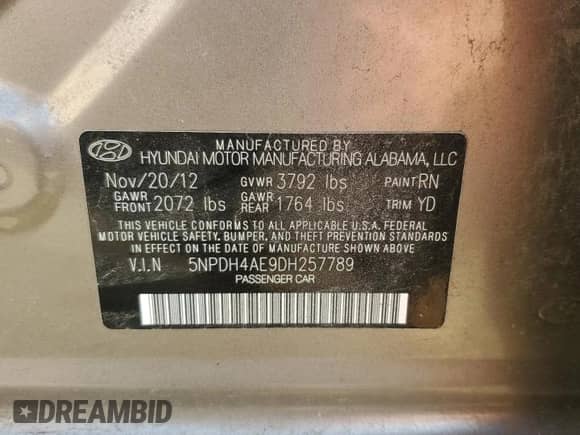 MANUFACTURED BY
HYUNDAI MOTOR MANUFACTURING ALABAMA, LLC
Nov/20/12 GVWR 3792 lbs PAINT RN
GAWR FRONT 2072 lbs GAWR REAR 1764 lbs TRIM YD
THIS VEHICLE CONFORMS TO ALL APPLICABLE U.S.A. FEDERAL
MOTOR VEHICLE SAFETY, BUMPER, AND THEFT PREVENTION
STANDARDS IN EFFECT ON THE DATE OF MANUFACTURE SHOWN ABOVE
V.I.N 5NPDH4AE9DH257789
PASSENGER CAR
DREAMBID